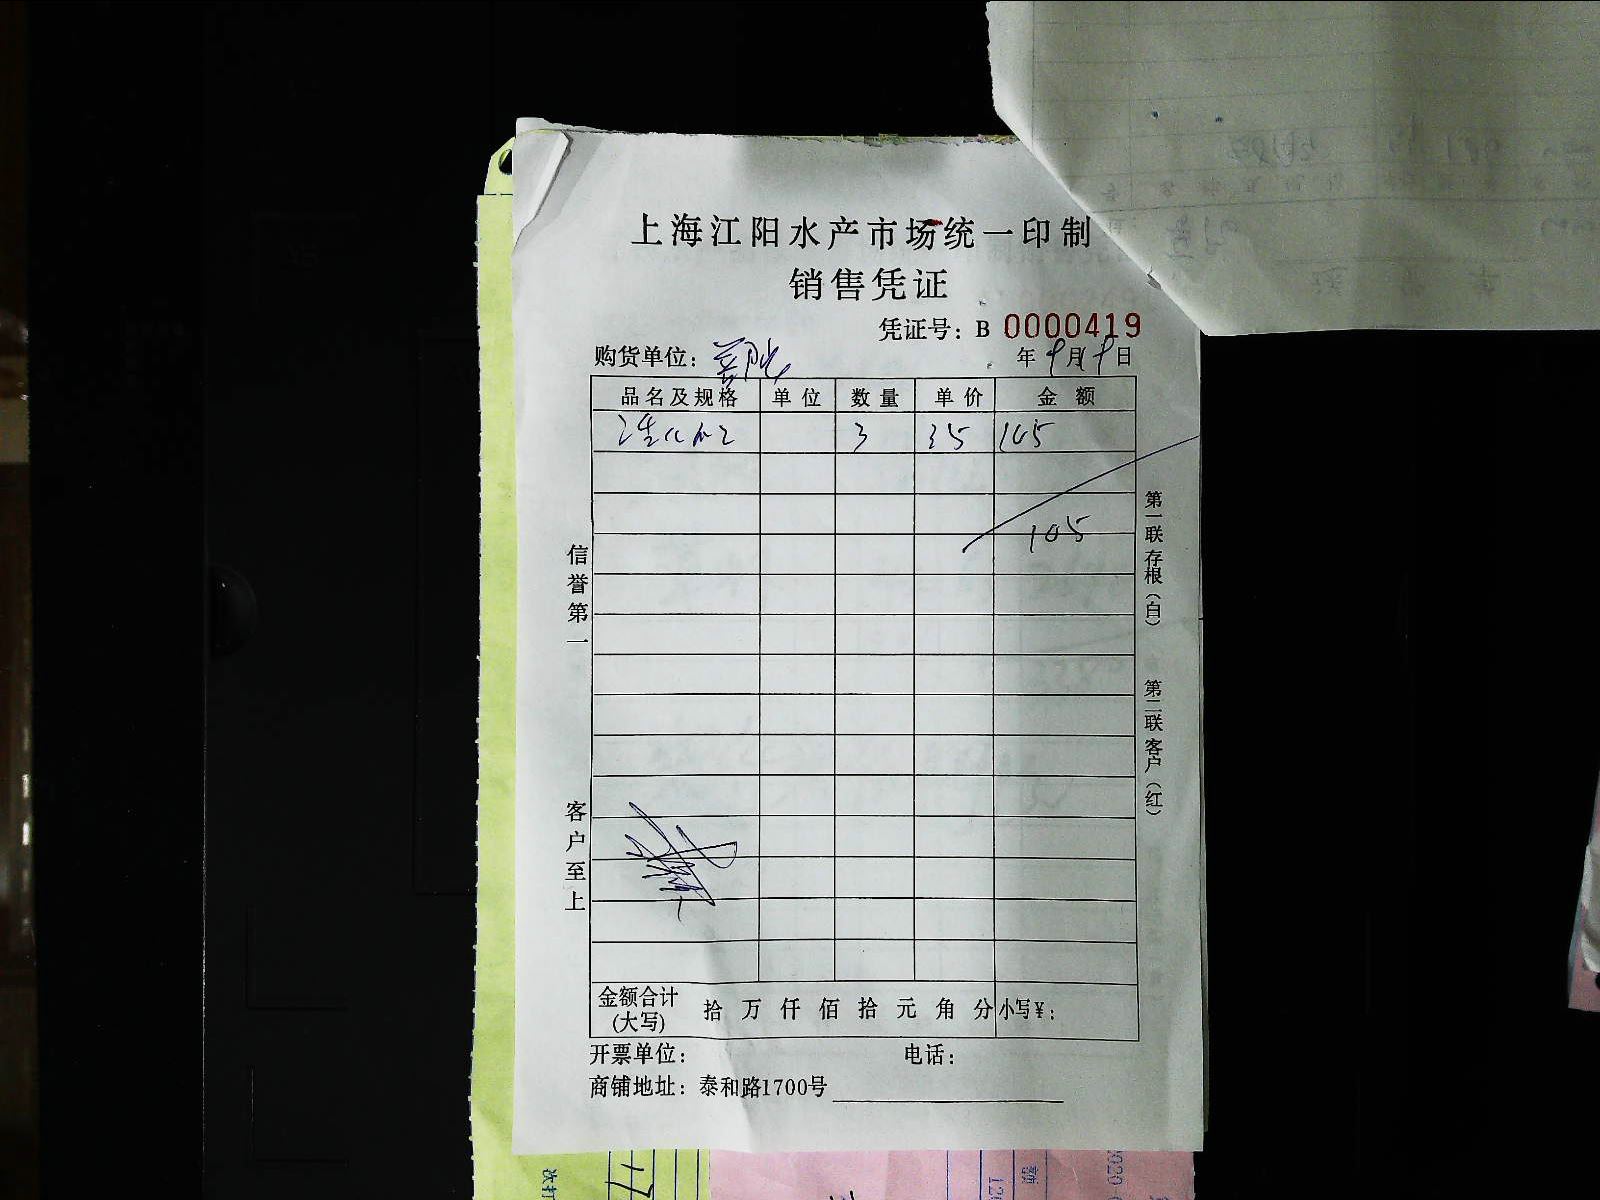 上海江阳水产市场统一印制
销售凭证
凭证号：B 0000419
购货单位：
年9月9日
品名及规格 单位 数量 单价 金额
3 35 105
105
信誉第一
客户至上
第一联存根（白）
第二联客户（红）
金额合计(大写) 拾 万 仟 佰 拾 元 角 分 小写¥：
开票单位： 电话：
商铺地址：泰和路1700号